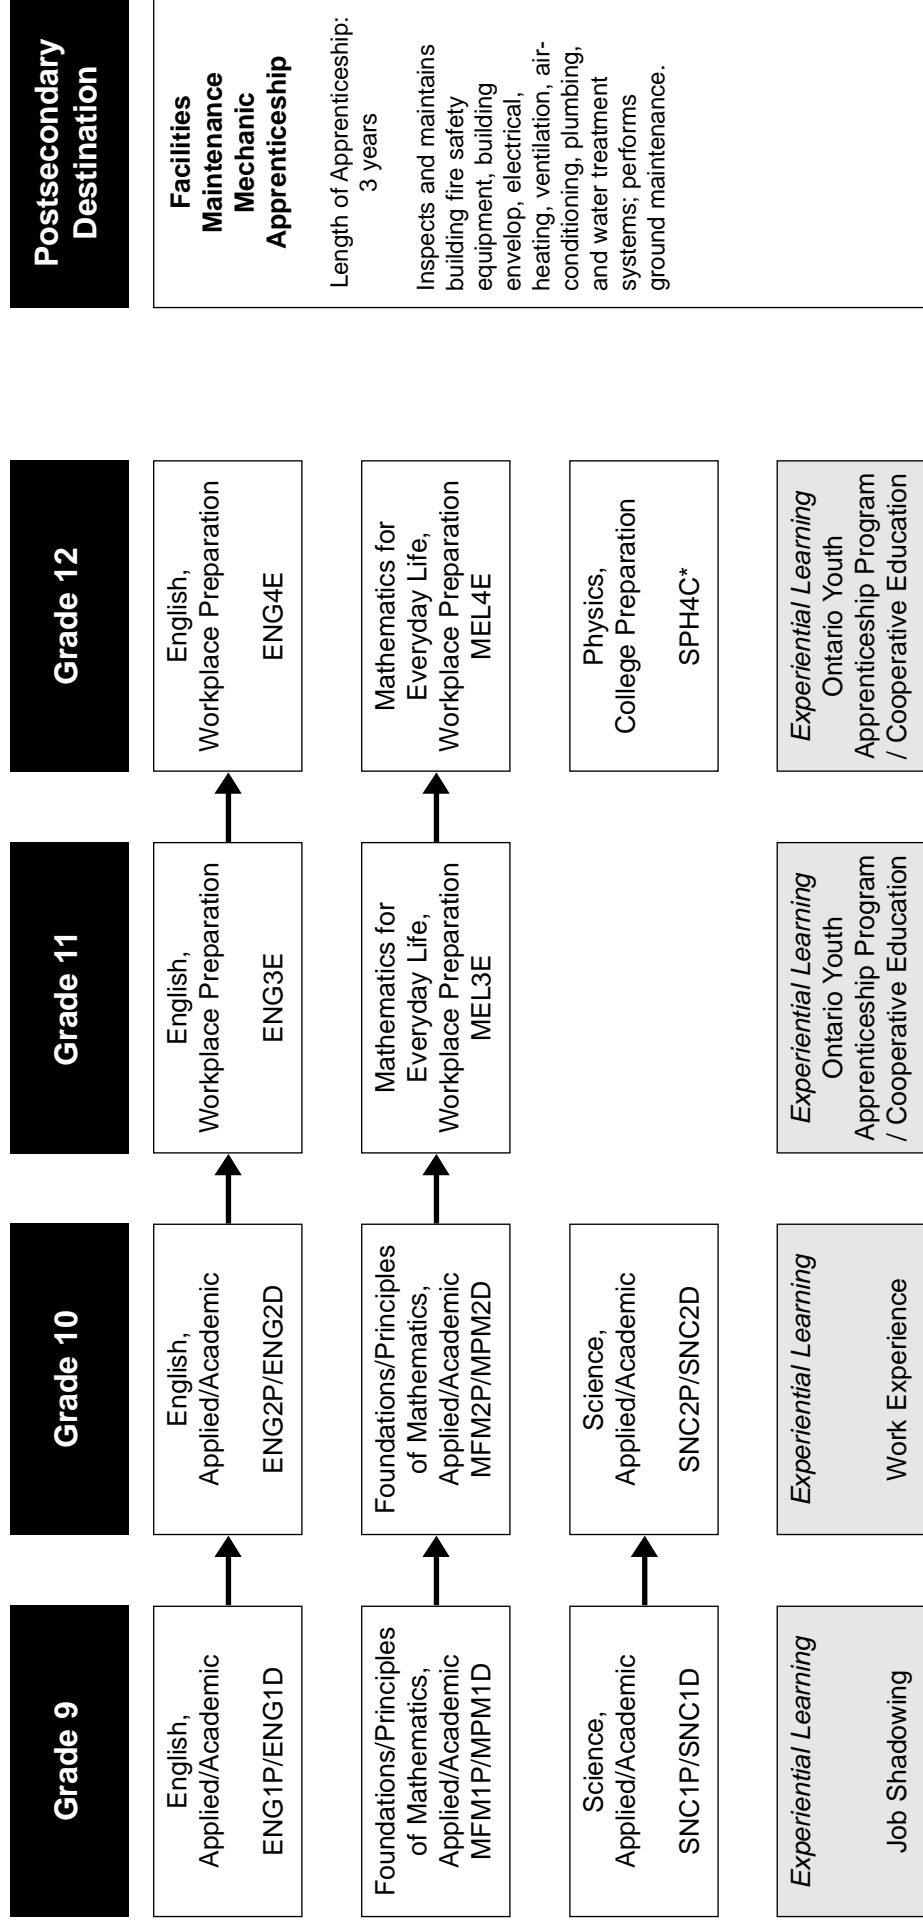 Grade 9
Grade 10
Grade 11
Grade 12
Postsecondary
Destination
English,
Applied/Academic
ENG1P/ENG1D
English,
Applied/Academic
ENG2P/ENG2D
English,
Workplace Preparation
ENG3E
English,
Workplace Preparation
ENG4E
Facilities
Maintenance
Mechanic
Apprenticeship
Length of Apprenticeship:
3 years
Inspects and maintains
building fire safety
equipment, building
envelop, electrical,
heating, ventilation, air-
conditioning, plumbing,
and water treatment
systems; performs
ground maintenance.
Foundations/Principles
of Mathematics,
Applied/Academic
MFM1P/MPM1D
Foundations/Principles
of Mathematics,
Applied/Academic
MFM2P/MPM2D
Mathematics for
Everyday Life,
Workplace Preparation
MEL3E
Mathematics for
Everyday Life,
Workplace Preparation
MEL4E
Science,
Applied/Academic
SNC1P/SNC1D
Science,
Applied/Academic
SNC2P/SNC2D
Physics,
College Preparation
SPH4C*
Experiential Learning
Job Shadowing
Experiential Learning
Work Experience
Experiential Learning
Ontario Youth
Apprenticeship Program
/ Cooperative Education
Experiential Learning
Ontario Youth
Apprenticeship Program
/ Cooperative Education